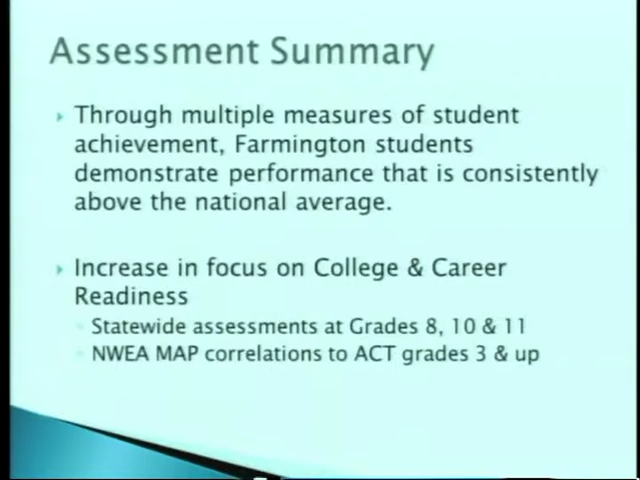 Assessment Summary
Through multiple measures of student
achievement, Farmington students
demonstrate performance that is consistently
above the national average.
Increase in focus on College & Career
Readiness
Statewide assessments at Grades 8, 10 & 11
NWEA MAP correlations to ACT grades 3 & up